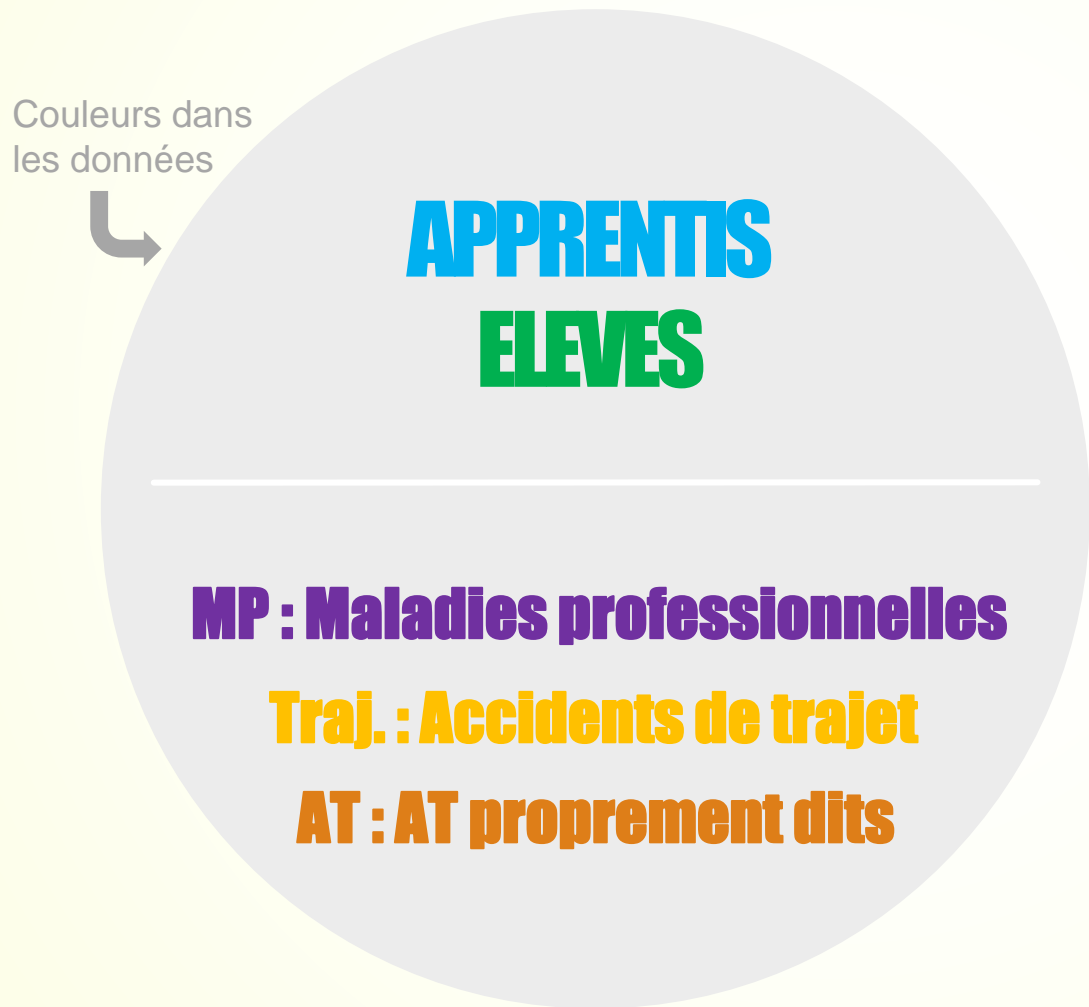 Couleurs dans
les données
APPRENTIS
ELEVES
MP : Maladies professionnelles
Traj. : Accidents de trajet
AT : AT proprement dits